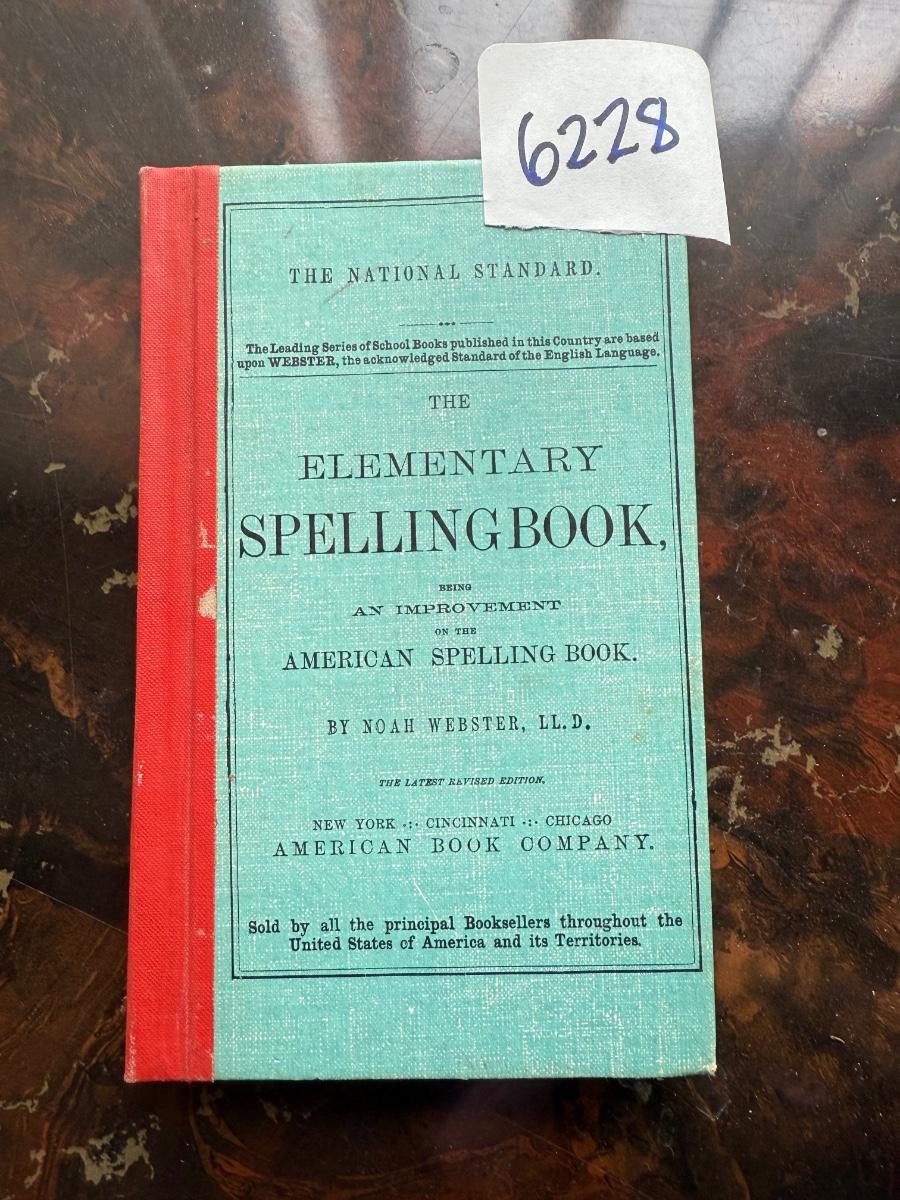 6228
THE NATIONAL STANDARD.
The Leading Series of School Books published in this Country are based
upon WEBSTER, the acknowledged Standard of the English Language.
THE
ELEMENTARY
SPELLING BOOK,
BEING
AN IMPROVEMENT
ON THE
AMERICAN SPELLING BOOK.
BY NOAH WEBSTER, LL.D.
THE LATEST REVISED EDITION.
NEW YORK ·:· CINCINNATI ·:· CHICAGO
AMERICAN BOOK COMPANY.
Sold by all the principal Booksellers throughout the
United States of America and its Territories.